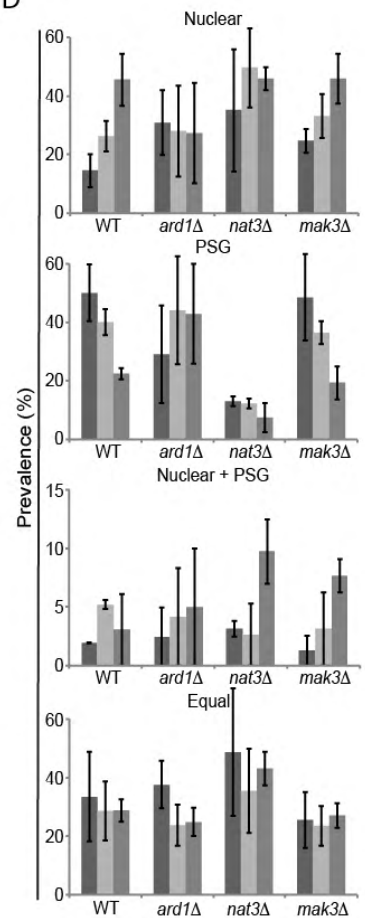 D
Nuclear
60
40
20
0
WT ard1Δ nat3Δ mak3Δ
PSG
60
40
20
0
WT ard1Δ nat3Δ mak3Δ
Nuclear + PSG
15
10
5
0
WT ard1Δ nat3Δ mak3Δ
Equal
60
40
20
0
WT ard1Δ nat3Δ mak3Δ
Prevalence (%)